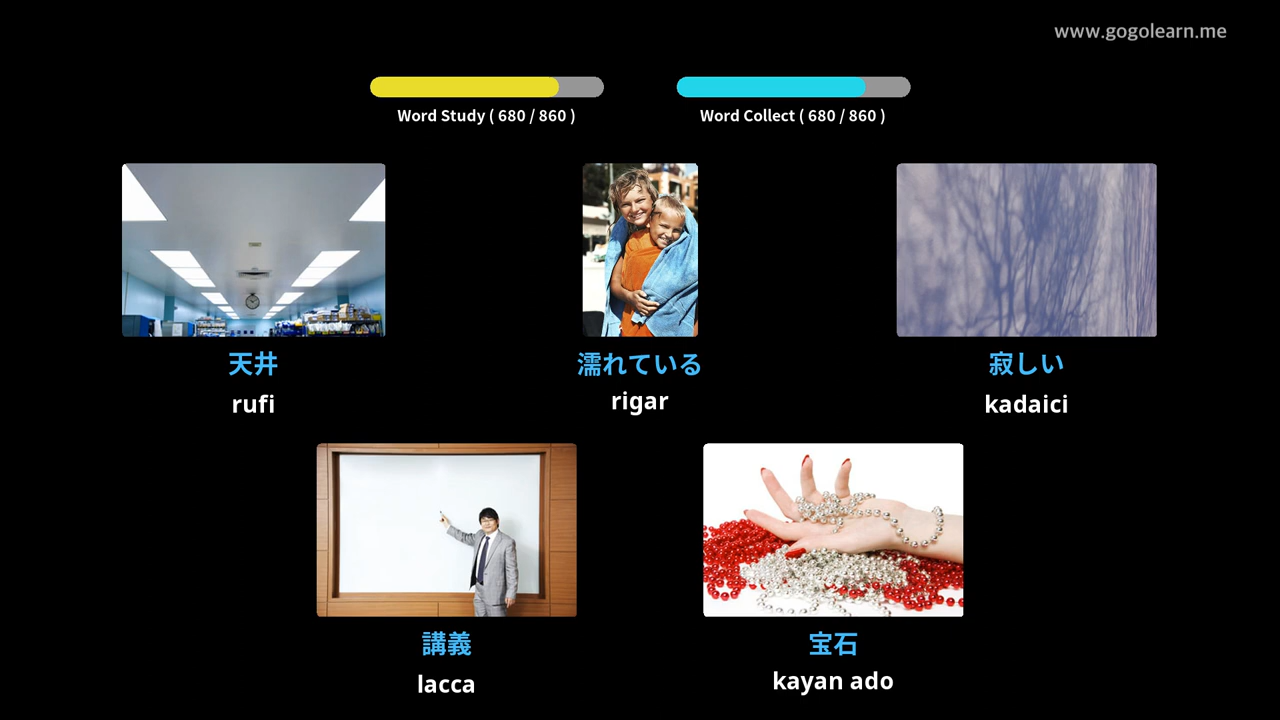 www.gogolearn.me
Word Study ( 680 / 860 )
Word Collect ( 680 / 860 )
天井
rufi
濡れている
rigar
寂しい
kadaici
講義
lacca
宝石
kayan ado